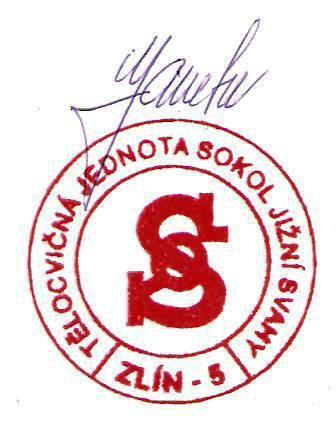 TĚLOCVIČNÁ JEDNOTA SOKOL JIŽNÍ SVAHY
S
ZLÍN - 5